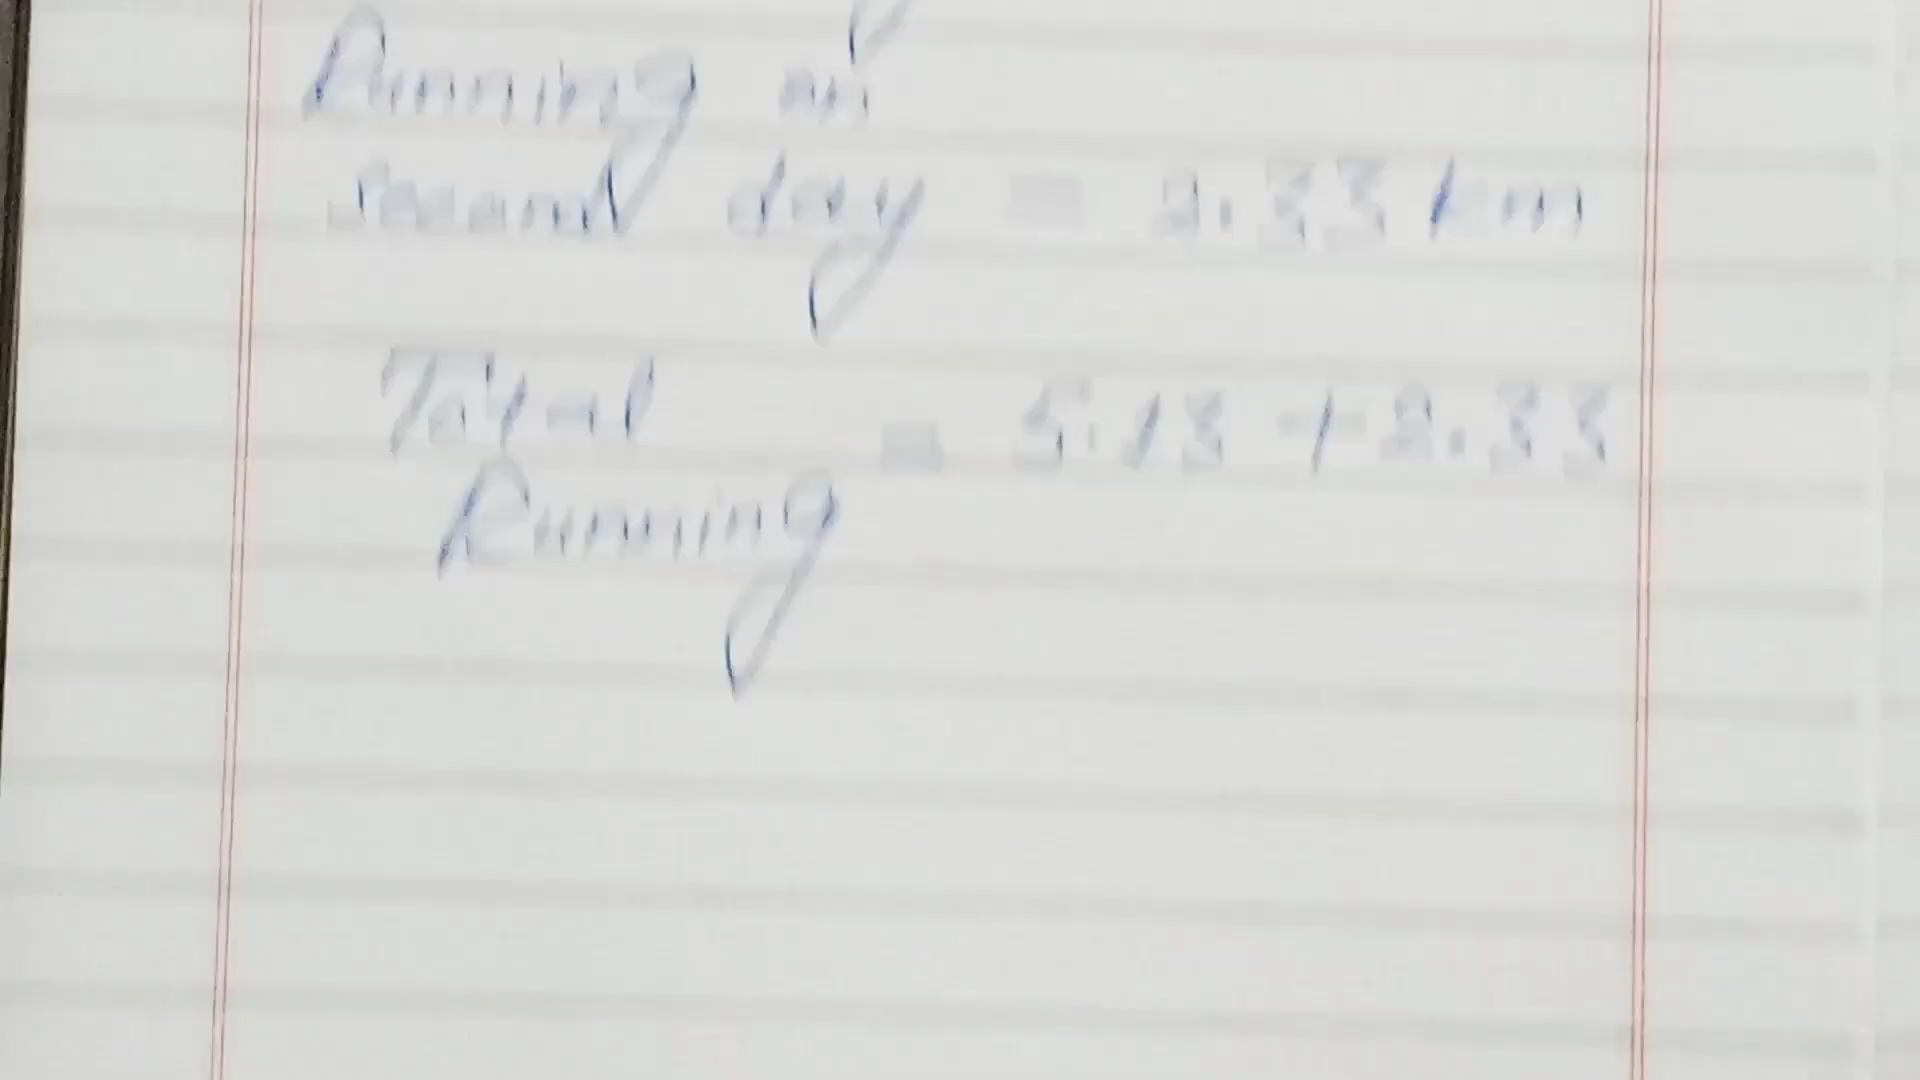 Running on
second day = 2.33 km
Total = 5.13 + 2.33
Running